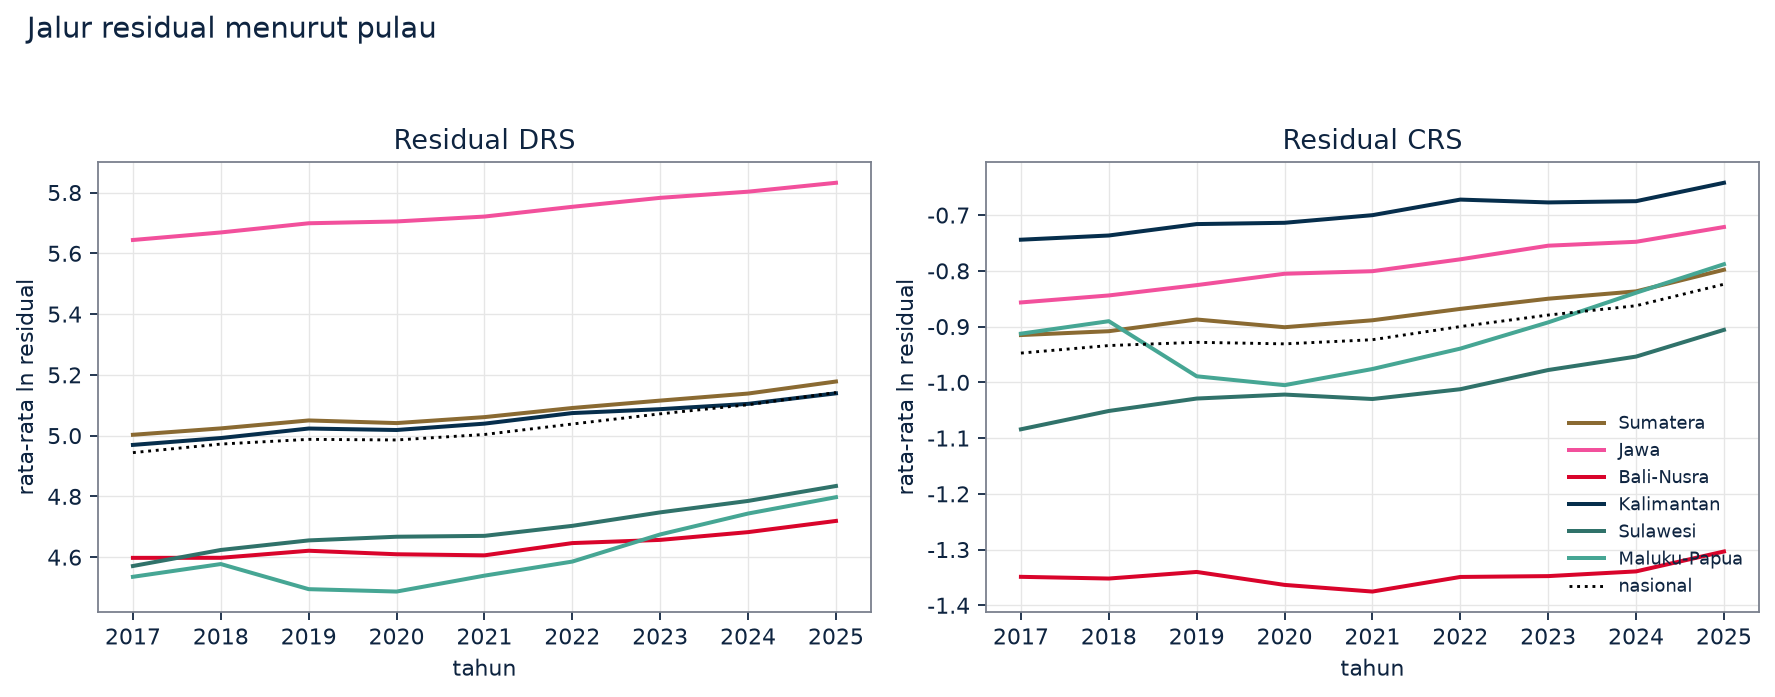 Jalur residual menurut pulau
Residual DRS
rata-rata ln residual
5.8
5.6
5.4
5.2
5.0
4.8
4.6
2017 2018 2019 2020 2021 2022 2023 2024 2025
tahun
Residual CRS
rata-rata ln residual
-0.7
-0.8
-0.9
-1.0
-1.1
-1.2
-1.3
-1.4
Sumatera
Jawa
Bali-Nusra
Kalimantan
Sulawesi
Maluku-Papua
nasional
2017 2018 2019 2020 2021 2022 2023 2024 2025
tahun